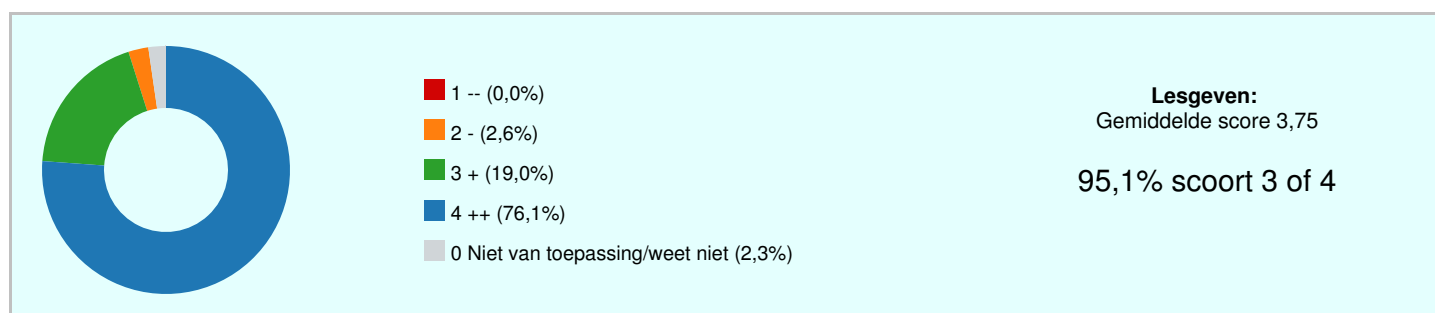 1 -- (0,0%)
2 - (2,6%)
3 + (19,0%)
4 ++ (76,1%)
0 Niet van toepassing/weet niet (2,3%)
Lesgeven:
Gemiddelde score 3,75
95,1% scoort 3 of 4